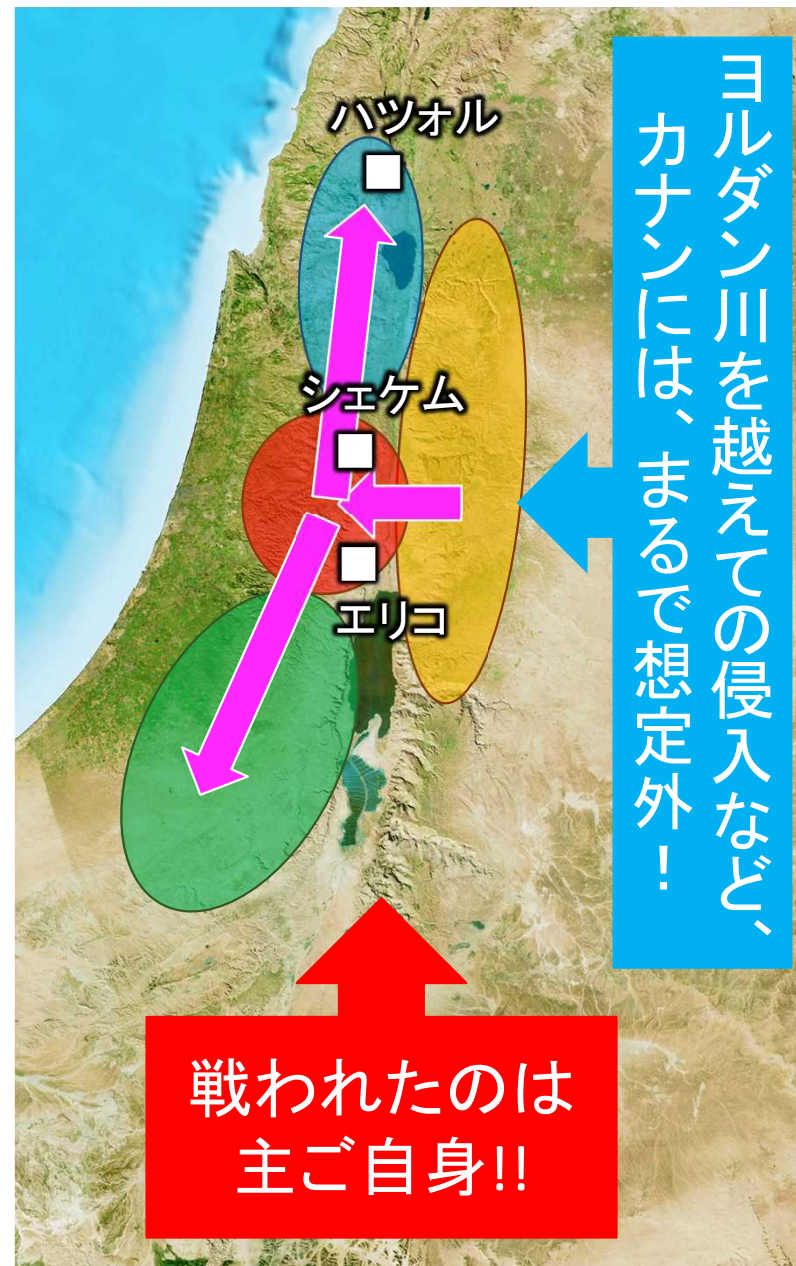 ヨルダン川を越えての侵入など、
カナンには、まるで想定外！
ハツォル
シェケム
エリコ
戦われたのは
主ご自身!!